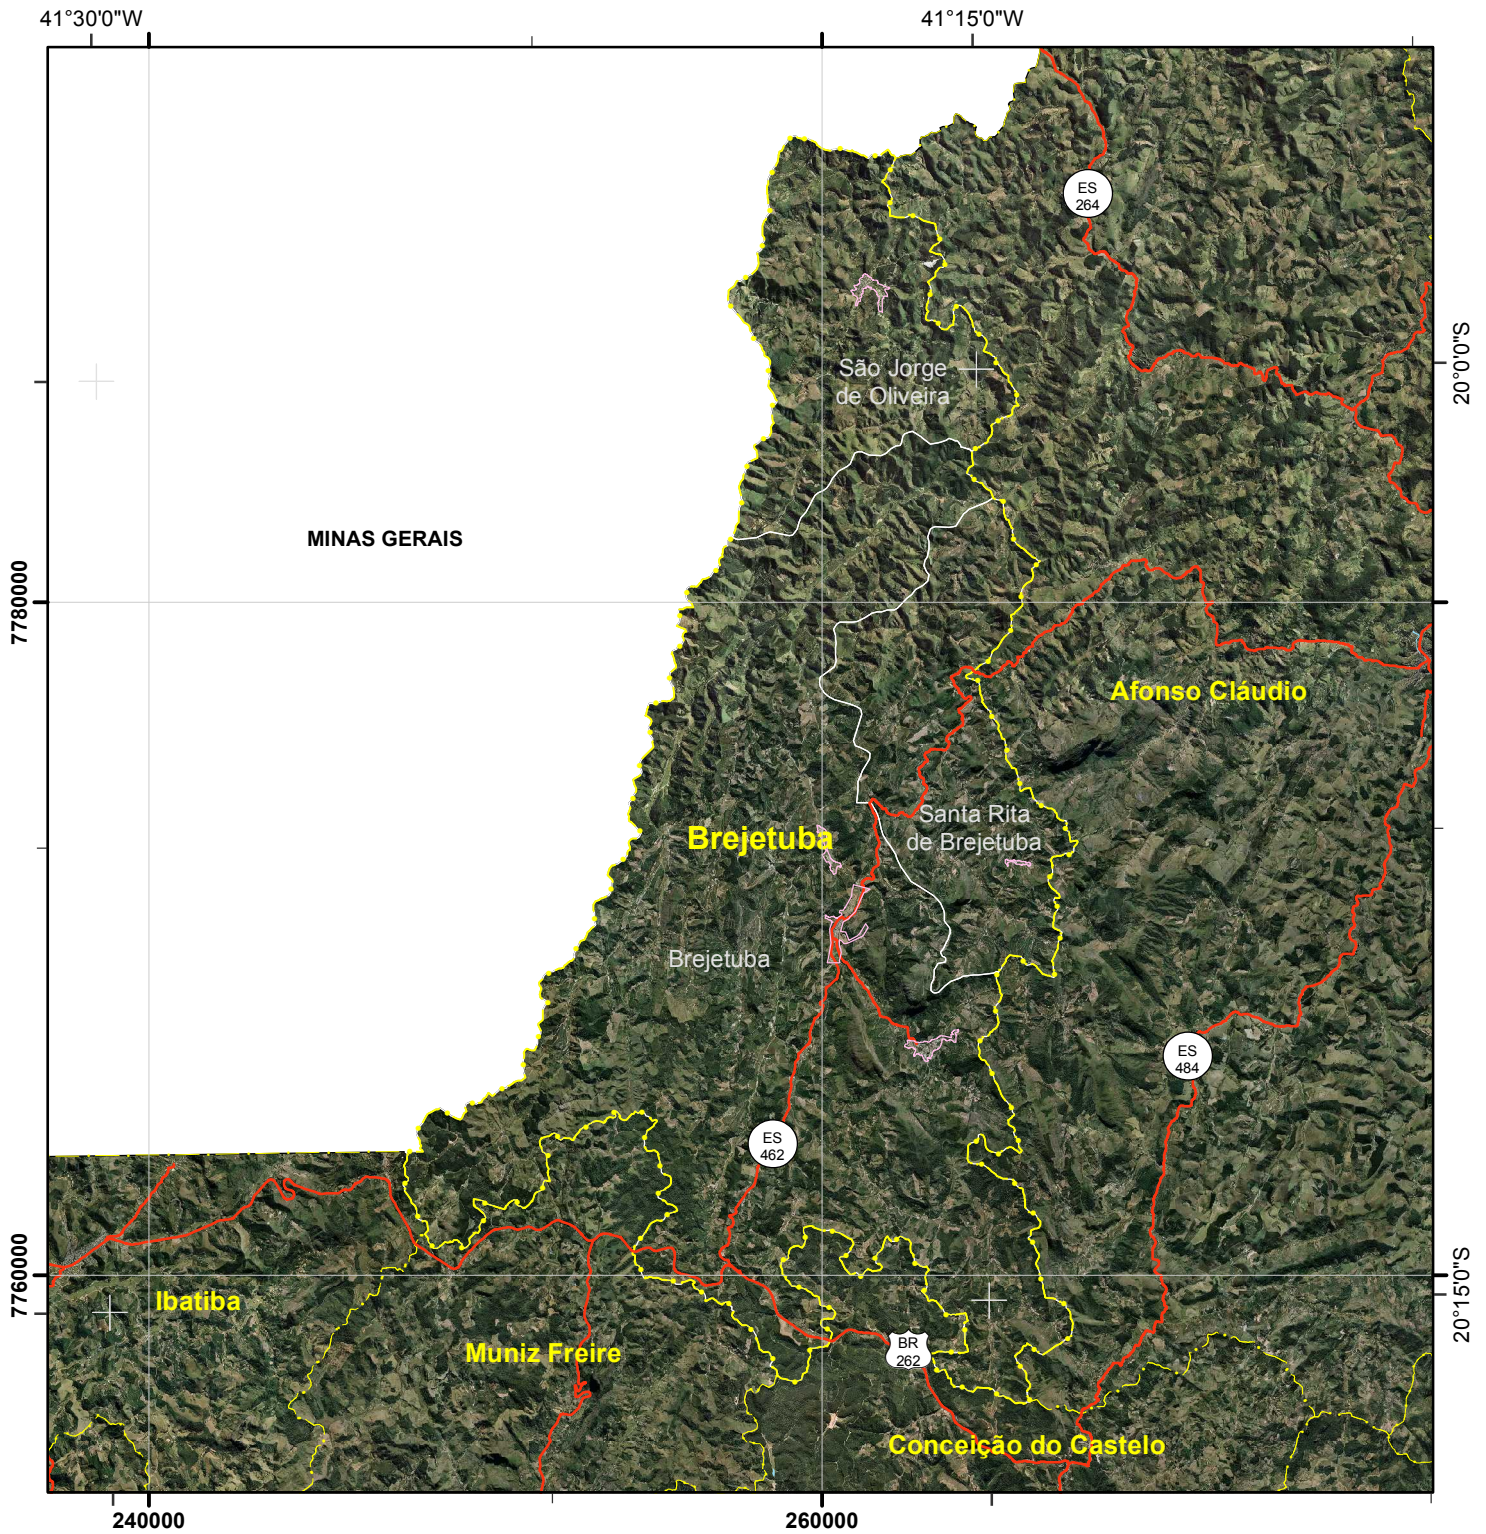 41°30'0"W
41°15'0"W
ES
264
São Jorge
de Oliveira
20°0'0"S
MINAS GERAIS
7780000
Afonso Cláudio
Santa Rita
de Brejetuba
Brejetuba
Brejetuba
ES
484
ES
462
7760000
Ibatiba
20°15'0"S
Muniz Freire
BR
262
Conceição do Castelo
240000
260000